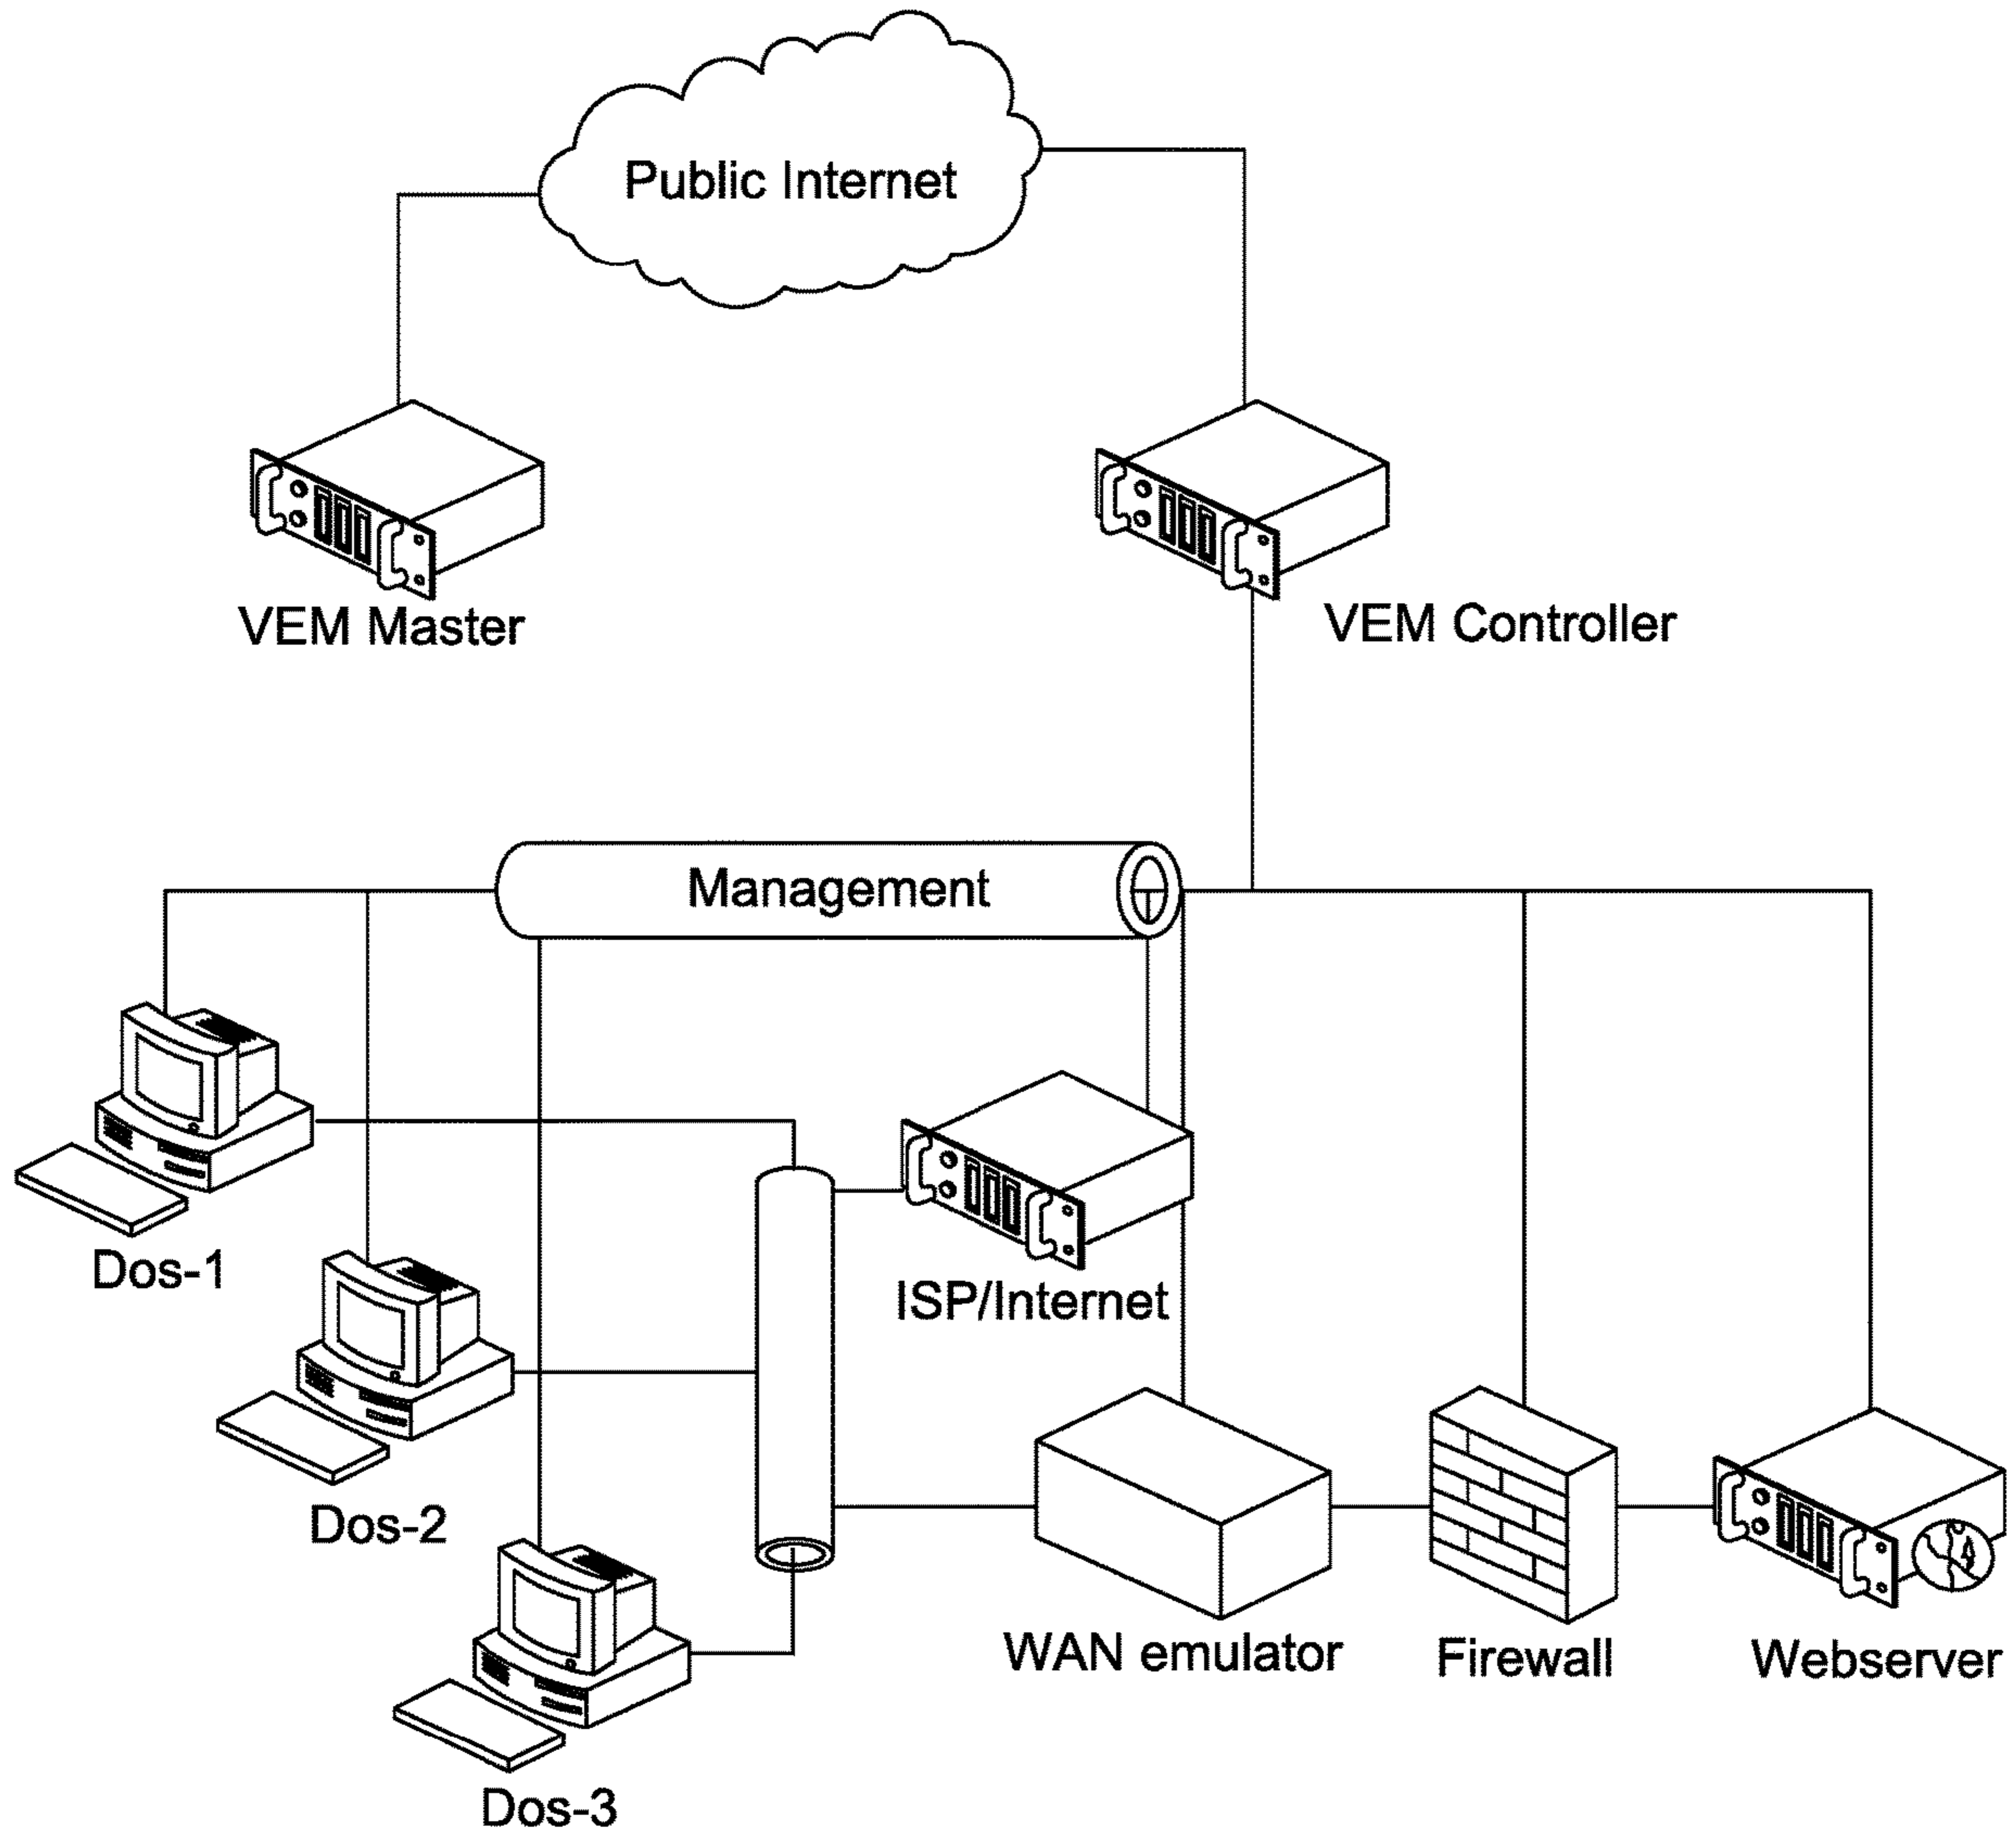 Public Internet
VEM Master
VEM Controller
Management
Dos-1
ISP/Internet
Dos-2
WAN emulator
Firewall
Webserver
Dos-3